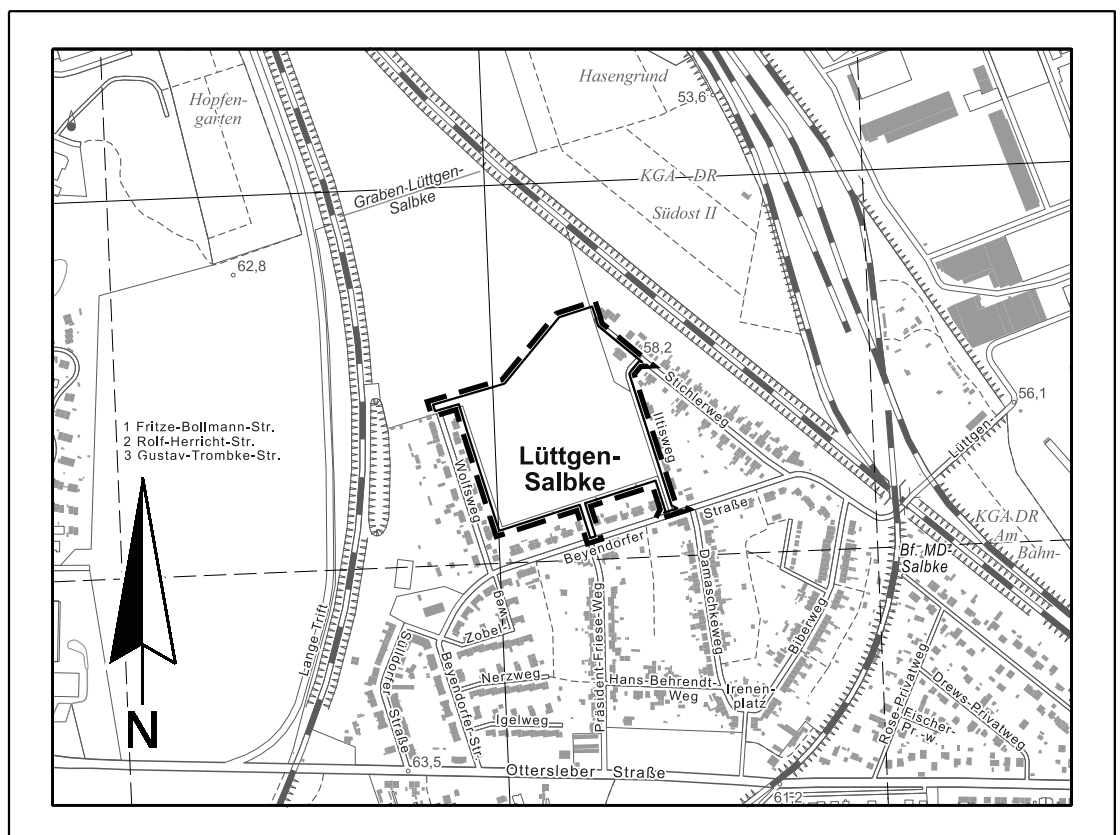 Hasengrund
53,6
Hopfen-
garten
KGA DR
Südost II
Graben-Lüttgen-
Salbke
62,8
58,2
Stichlerweg
Iltisweg
56,1
Lüttgen-
1 Fritze-Bollmann-Str.
2 Rolf-Herricht-Str.
3 Gustav-Trombke-Str.
Lüttgen-
Salbke
Wolfsweg
Beyendorfer
Straße
KGA DR
Am
Bahn-
Bf. MD-
Salbke
Damaschkeweg
Präsident-Friese-Weg
Biberweg
Zobel-
weg
Lange-Trift
Sülldorfer
Straße
Beyendorfer-Str.
Nerzweg
Hans-Behrendt-
Weg
Irenen-
platz
Igelweg
Rose-Privatweg
Drews-Privatweg
Fischer-
Pr.-w
N
63,5
Ottersleber Straße
61,2